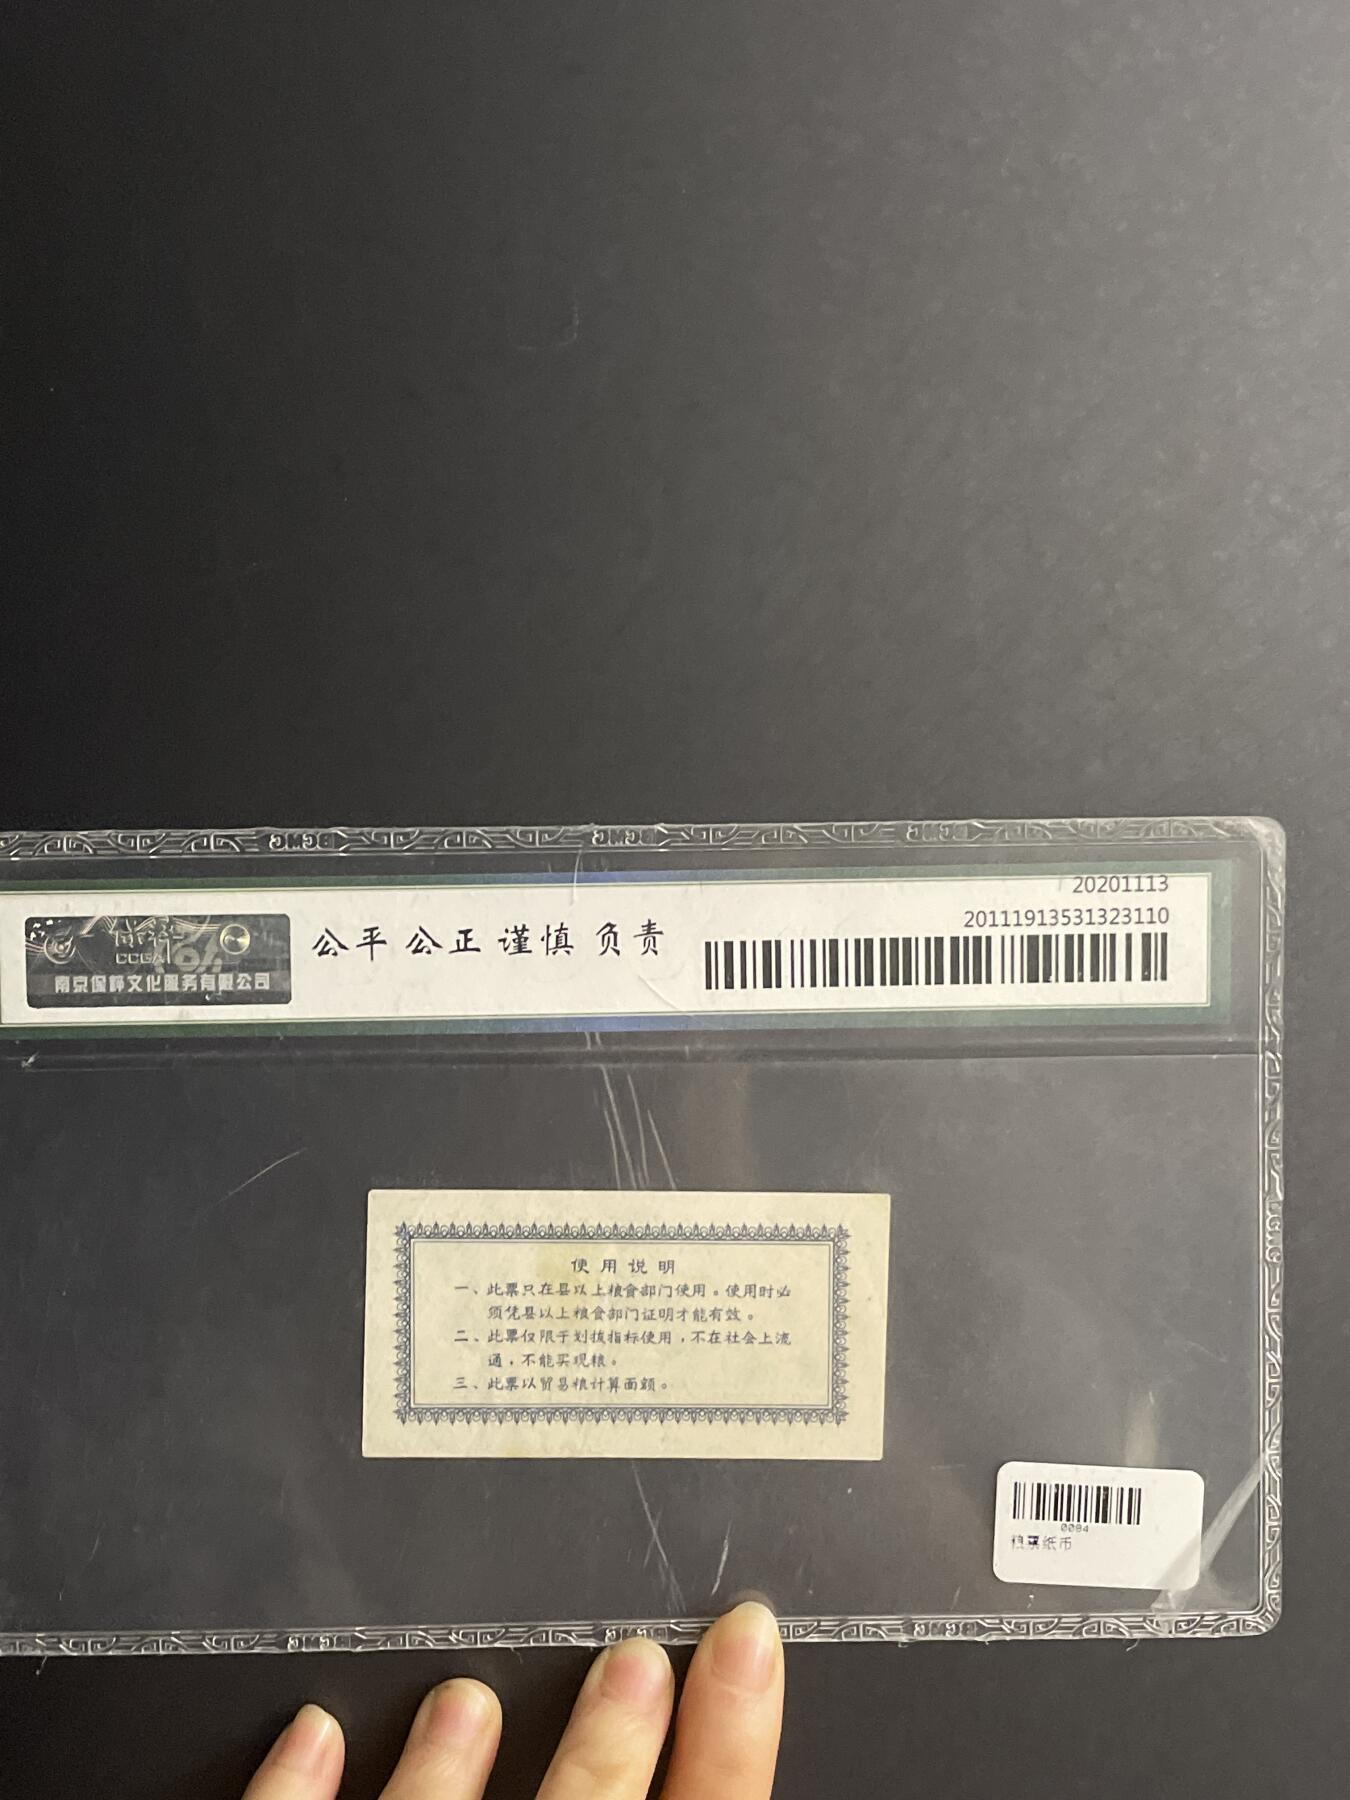 20201113
20111913531323110
CCGA
南京保粹文化服务有限公司
公平 公正 谨慎 负责
使用说明
一、此票只在县以上粮食部门使用。使用时必
须凭县以上粮食部门证明才能有效。
二、此票仅限于划拨指标使用，不在社会上流
通，不能买现粮。
三、此票以贸易粮计算面额。
0084
粮票纸币